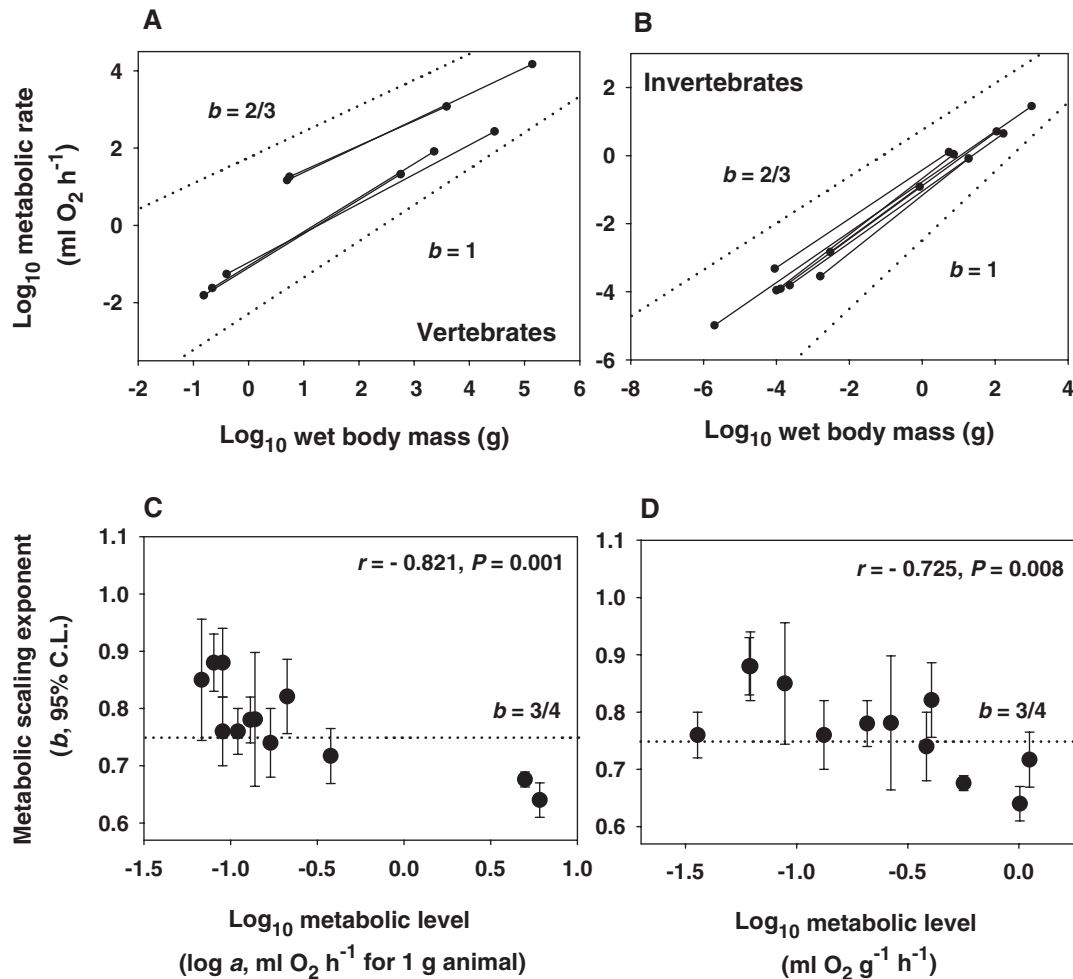 A
4
2
0
-2
b = 2/3
b = 1
Vertebrates
-2 -1 0 1 2 3 4 5 6
Log₁₀ wet body mass (g)
Log₁₀ metabolic rate
(ml O₂ h⁻¹)
B
2
0
-2
-4
-6
Invertebrates
b = 2/3
b = 1
-8 -6 -4 -2 0 2 4
Log₁₀ wet body mass (g)
C
1.1
1.0
0.9
0.8
0.7
0.6
r = - 0.821, P = 0.001
b = 3/4
-1.5 -1.0 -0.5 0.0 0.5 1.0
Log₁₀ metabolic level
(log a, ml O₂ h⁻¹ for 1 g animal)
Metabolic scaling exponent
(b, 95% C.L.)
D
1.1
1.0
0.9
0.8
0.7
0.6
r = - 0.725, P = 0.008
b = 3/4
-1.5 -1.0 -0.5 0.0
Log₁₀ metabolic level
(ml O₂ g⁻¹ h⁻¹)